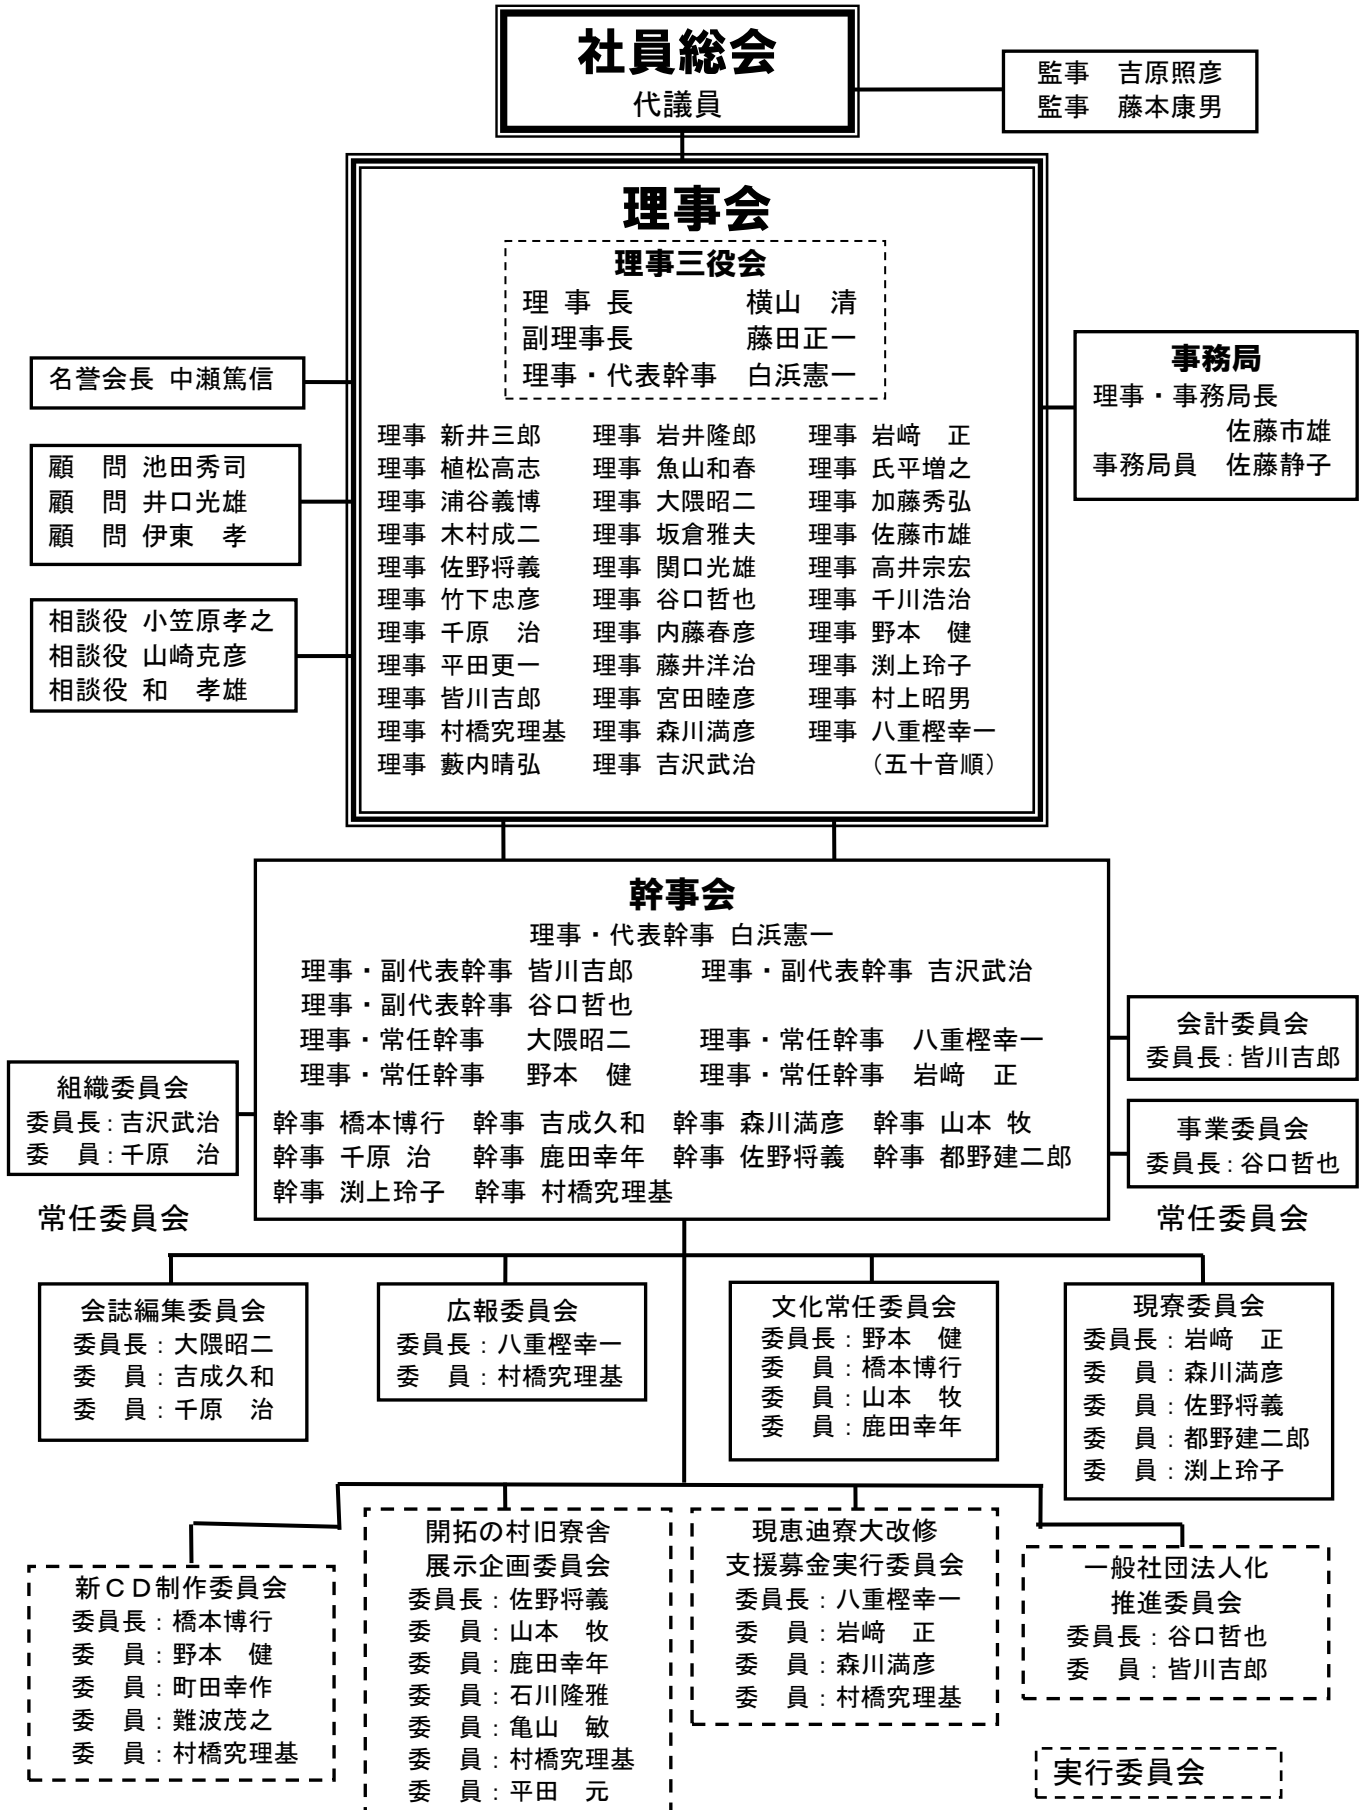 社員総会
代議員
監事　吉原照彦
監事　藤本康男
理事会
理事三役会
理 事 長　横山　清
副理事長　藤田正一
理事・代表幹事　白浜憲一
名誉会長 中瀬篤信
顧　問 池田秀司
顧　問 井口光雄
顧　問 伊東　孝
相談役 小笠原孝之
相談役 山崎克彦
相談役 和　孝雄
事務局
理事・事務局長
佐藤市雄
事務局員　佐藤静子
理事 新井三郎　理事 岩井隆郎　理事 岩﨑　正
理事 植松高志　理事 魚山和春　理事 氏平増之
理事 浦谷義博　理事 大隈昭二　理事 加藤秀弘
理事 木村成二　理事 坂倉雅夫　理事 佐藤市雄
理事 佐野将義　理事 関口光雄　理事 高井宗宏
理事 竹下忠彦　理事 谷口哲也　理事 千川浩治
理事 千原　治　理事 内藤春彦　理事 野本　健
理事 平田更一　理事 藤井洋治　理事 渕上玲子
理事 皆川吉郎　理事 宮田睦彦　理事 村上昭男
理事 村橋究理基　理事 森川満彦　理事 八重樫幸一
理事 藪内晴弘　理事 吉沢武治　（五十音順）
幹事会
理事・代表幹事 白浜憲一
理事・副代表幹事 皆川吉郎　理事・副代表幹事 吉沢武治
理事・副代表幹事 谷口哲也
理事・常任幹事　大隈昭二　理事・常任幹事　八重樫幸一
理事・常任幹事　野本　健　理事・常任幹事　岩﨑　正
幹事 橋本博行　幹事 吉成久和　幹事 森川満彦　幹事 山本 牧
幹事 千原 治　幹事 鹿田幸年　幹事 佐野将義　幹事 都野建二郎
幹事 渕上玲子　幹事 村橋究理基
組織委員会
委員長：吉沢武治
委　員：千原　治
常任委員会
会計委員会
委員長：皆川吉郎
事業委員会
委員長：谷口哲也
常任委員会
会誌編集委員会
委員長：大隈昭二
委　員：吉成久和
委　員：千原　治
広報委員会
委員長：八重樫幸一
委　員：村橋究理基
文化常任委員会
委員長：野本　健
委　員：橋本博行
委　員：山本　牧
委　員：鹿田幸年
現寮委員会
委員長：岩﨑　正
委　員：森川満彦
委　員：佐野将義
委　員：都野建二郎
委　員：渕上玲子
新ＣＤ制作委員会
委員長：橋本博行
委　員：野本　健
委　員：町田幸作
委　員：難波茂之
委　員：村橋究理基
開拓の村旧寮舎
展示企画委員会
委員長：佐野将義
委　員：山本　牧
委　員：鹿田幸年
委　員：石川隆雅
委　員：亀山　敏
委　員：村橋究理基
委　員：平田　元
現恵迪寮大改修
支援募金実行委員会
委員長：八重樫幸一
委　員：岩﨑　正
委　員：森川満彦
委　員：村橋究理基
一般社団法人化
推進委員会
委員長：谷口哲也
委　員：皆川吉郎
実行委員会